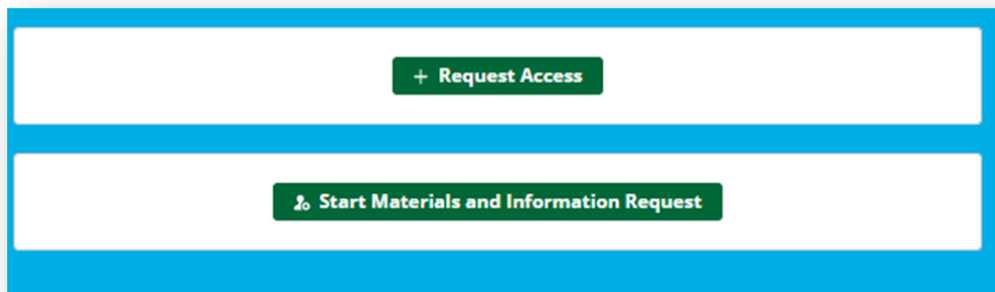 + Request Access
Start Materials and Information Request